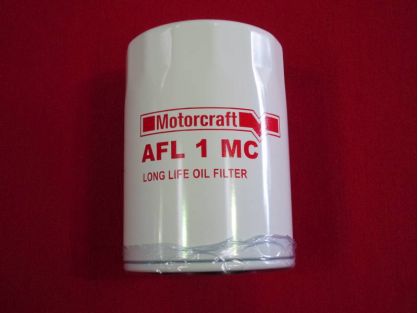 Motorcraft
AFL 1 MC
LONG LIFE OIL FILTER